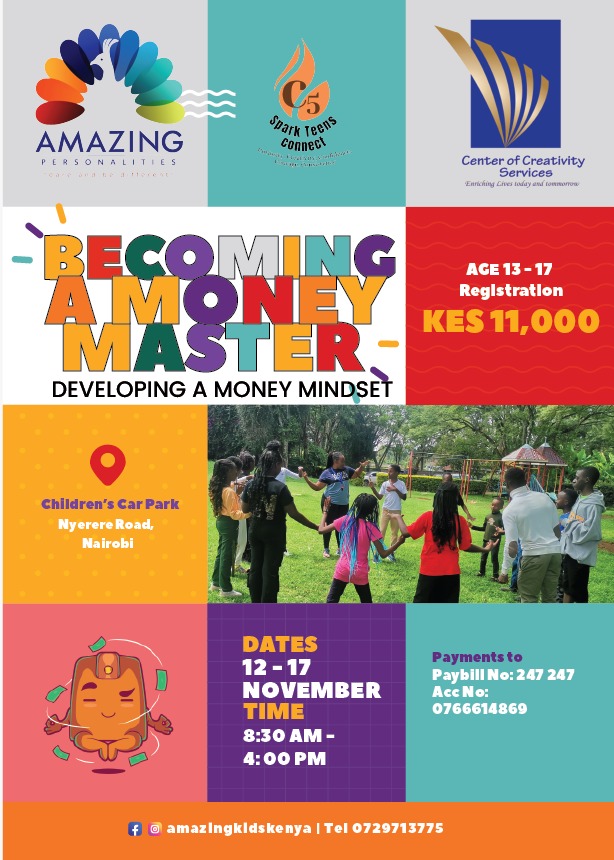 AMAZING
PERSONALITIES
C5
Spark Teens
Connect
Center of Creativity
Services
Enriching Lives today and tommorrow
BECOMING
A MONEY
MASTER
DEVELOPING A MONEY MINDSET
AGE 13 - 17
Registration
KES 11,000
Children's Car Park
Nyerere Road,
Nairobi
DATES
12 - 17
NOVEMBER
TIME
8:30 AM -
4: 00 PM
Payments to
Paybill No: 247 247
Acc No:
0766614869
amazingkidskenya | Tel 0729713775